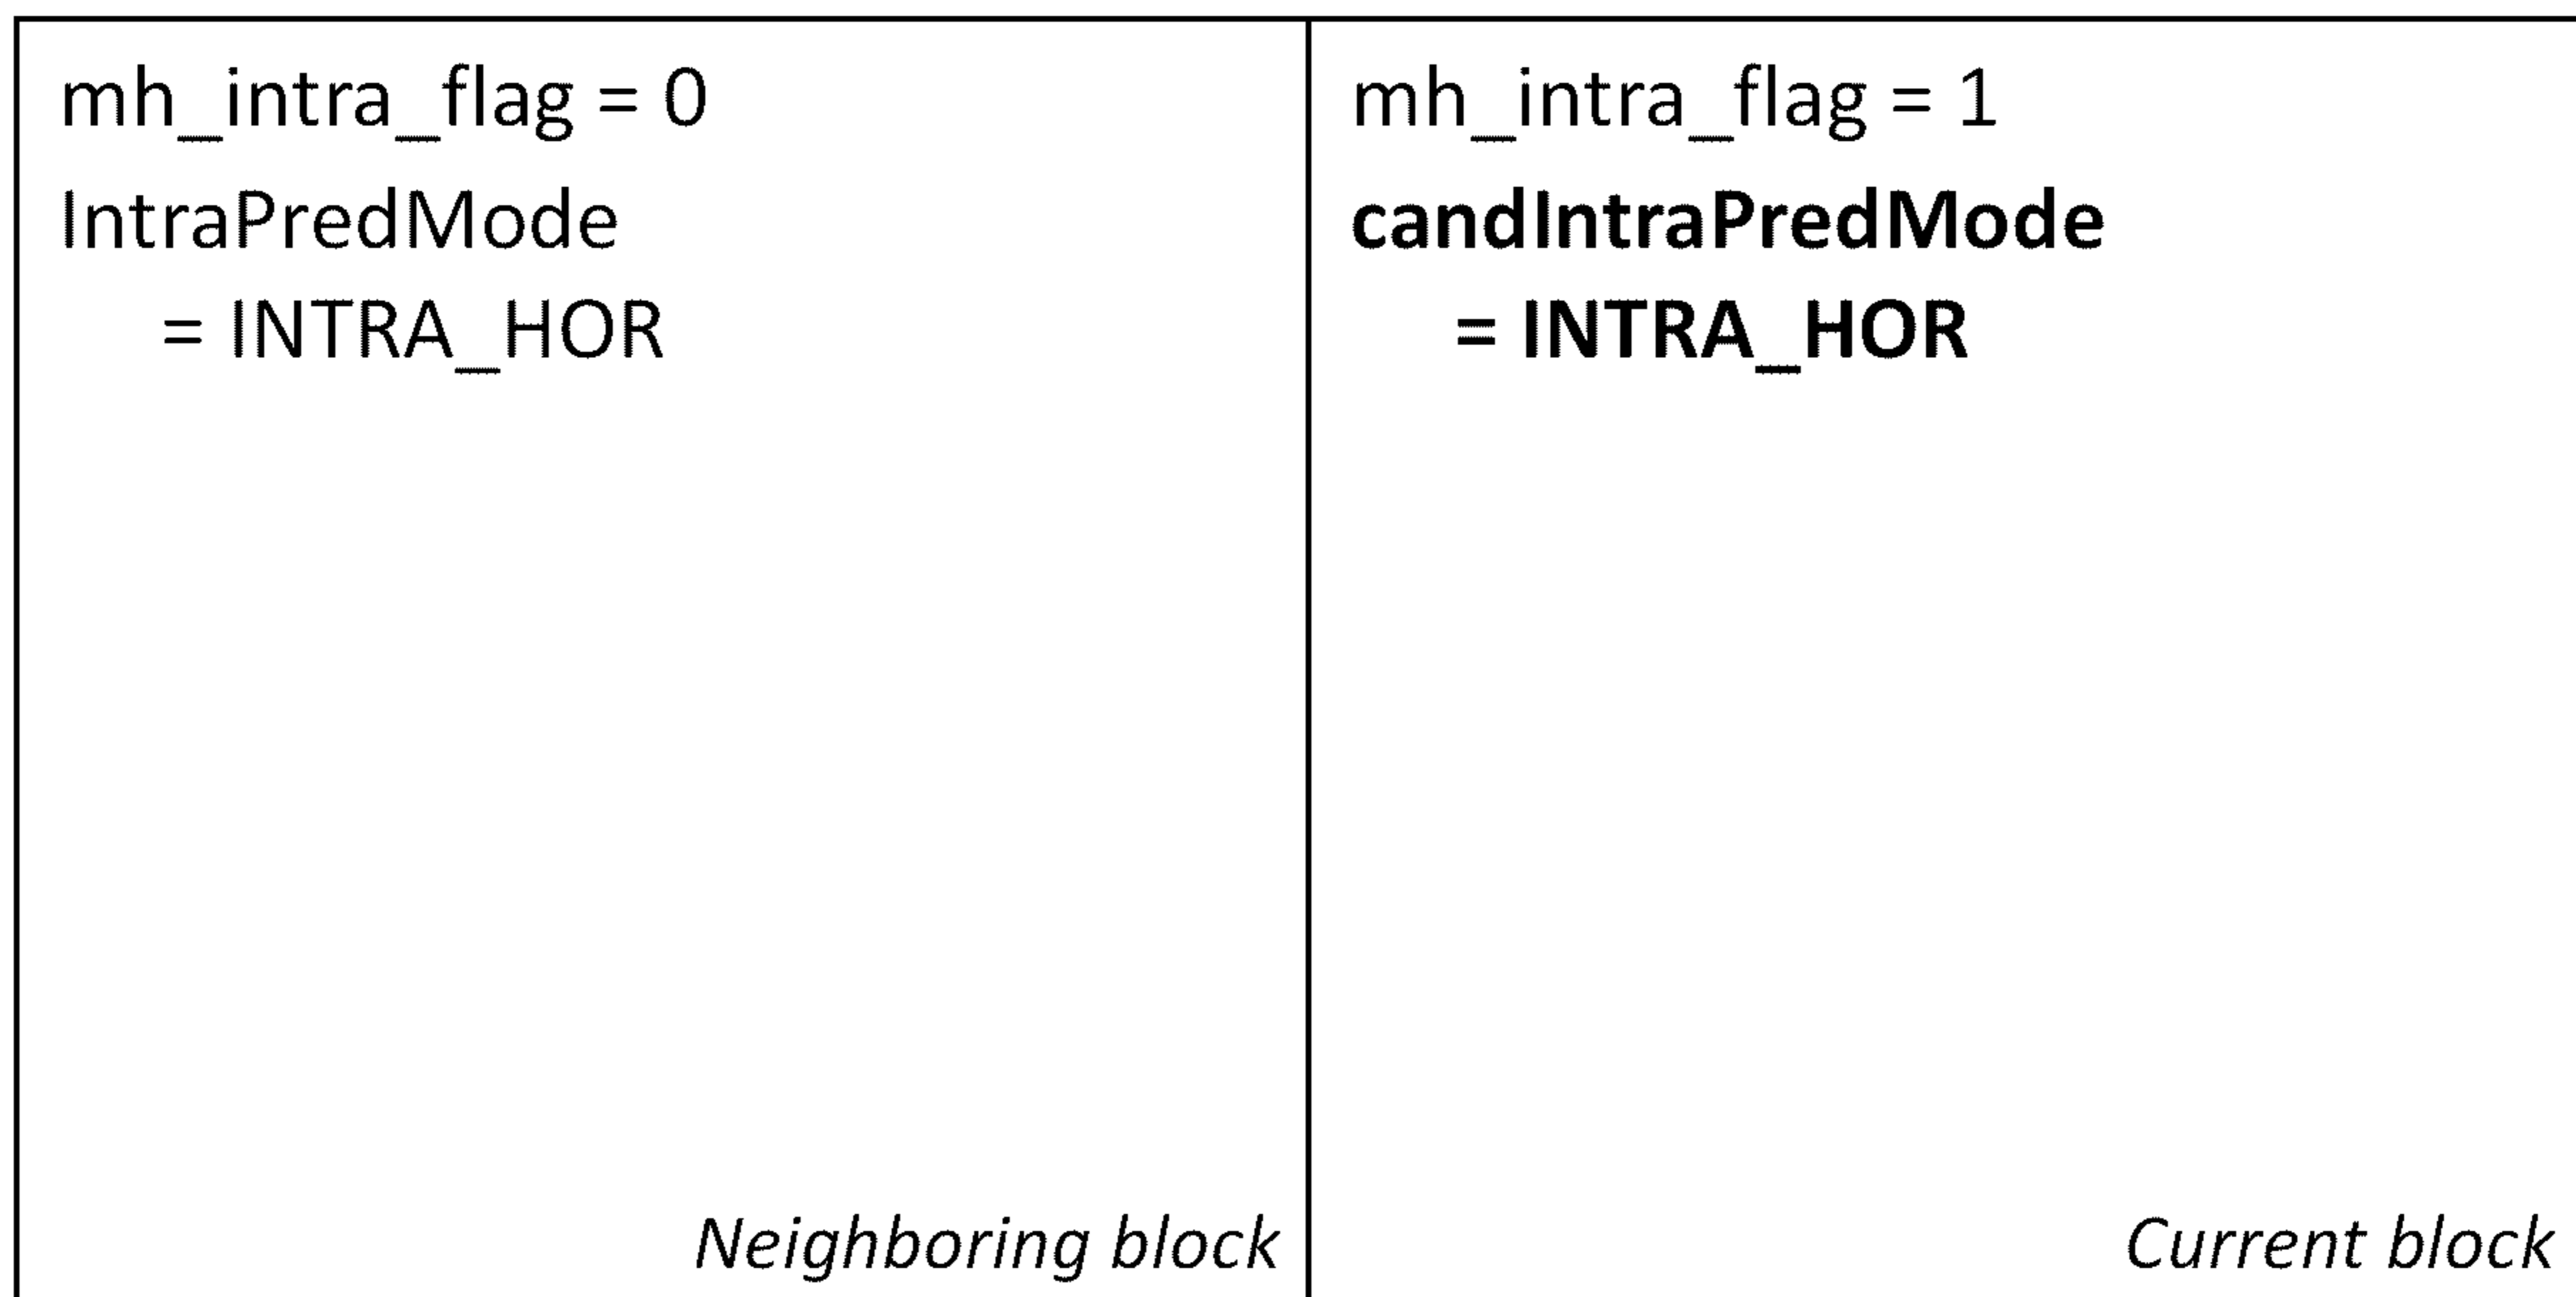 mh_intra_flag = 0
IntraPredMode
= INTRA_HOR
Neighboring block
mh_intra_flag = 1
candIntraPredMode
= INTRA_HOR
Current block